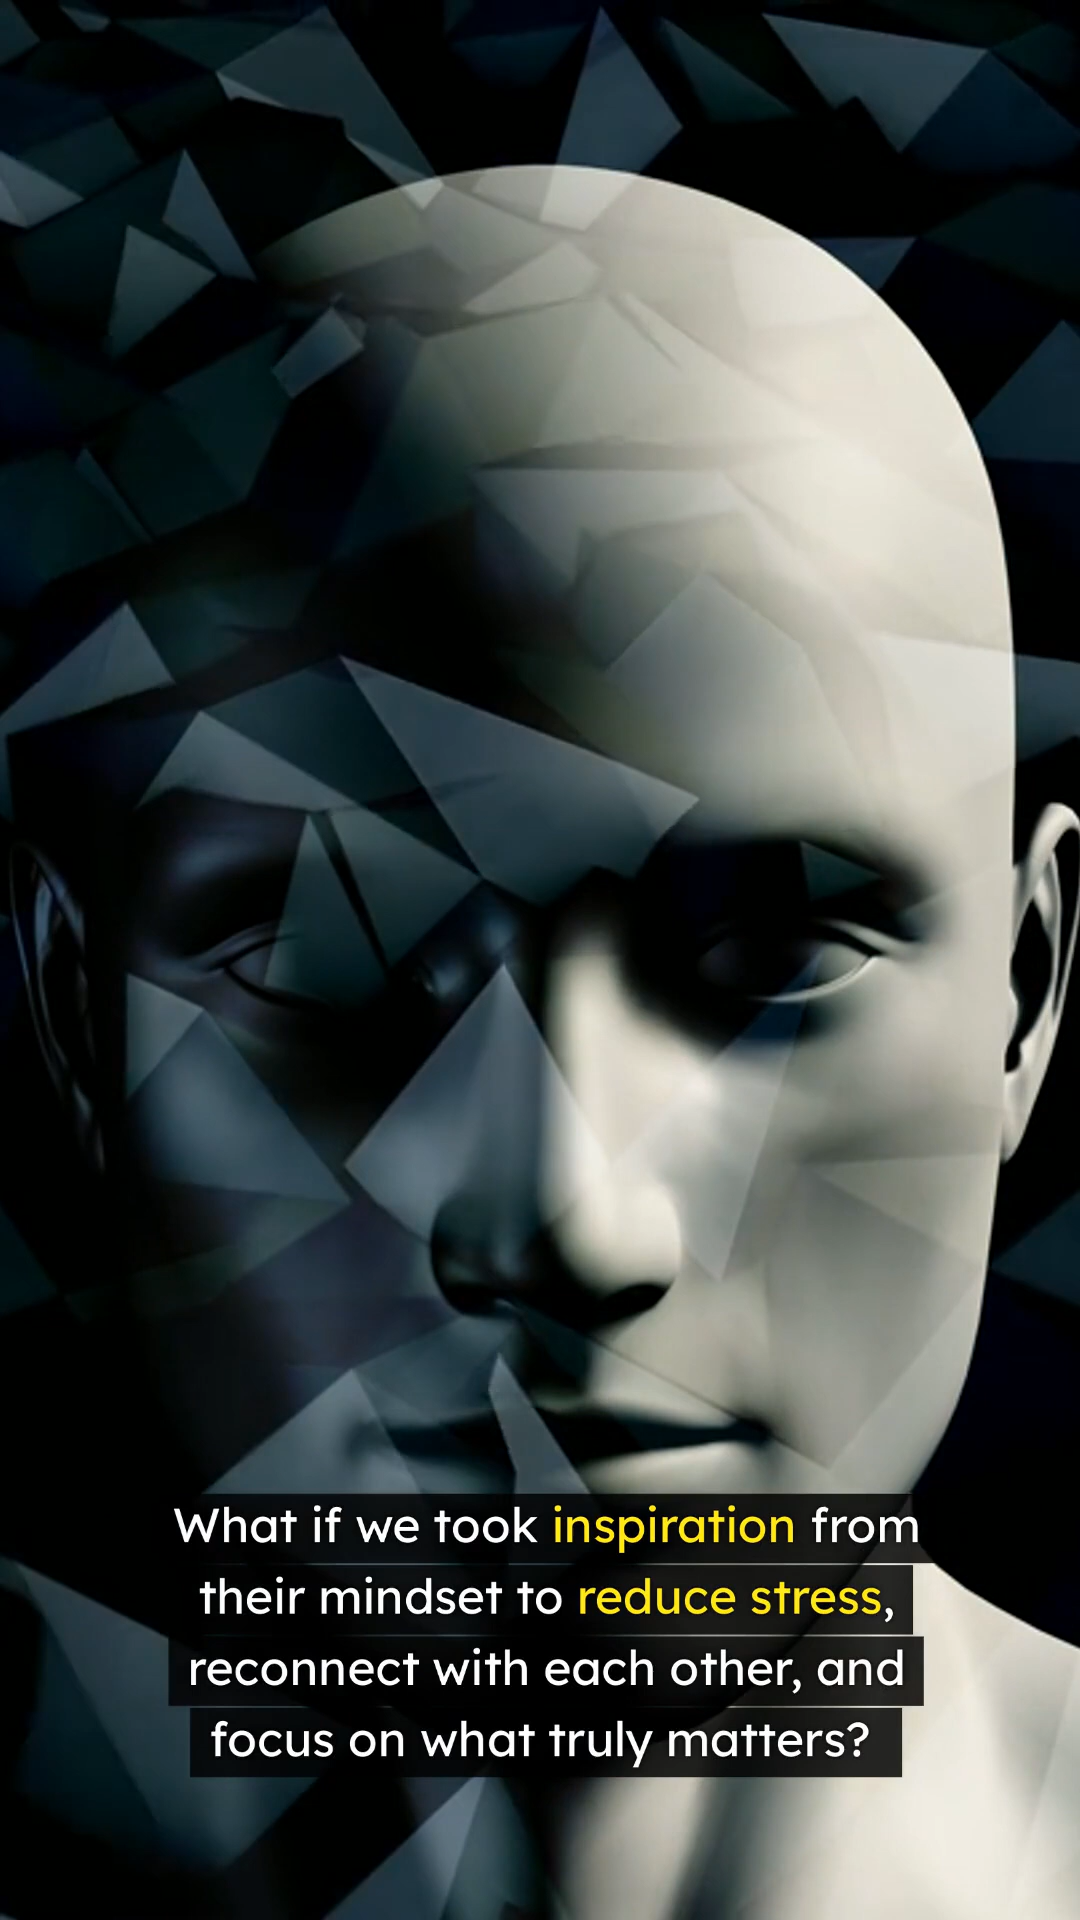 What if we took inspiration from
their mindset to reduce stress,
reconnect with each other, and
focus on what truly matters?